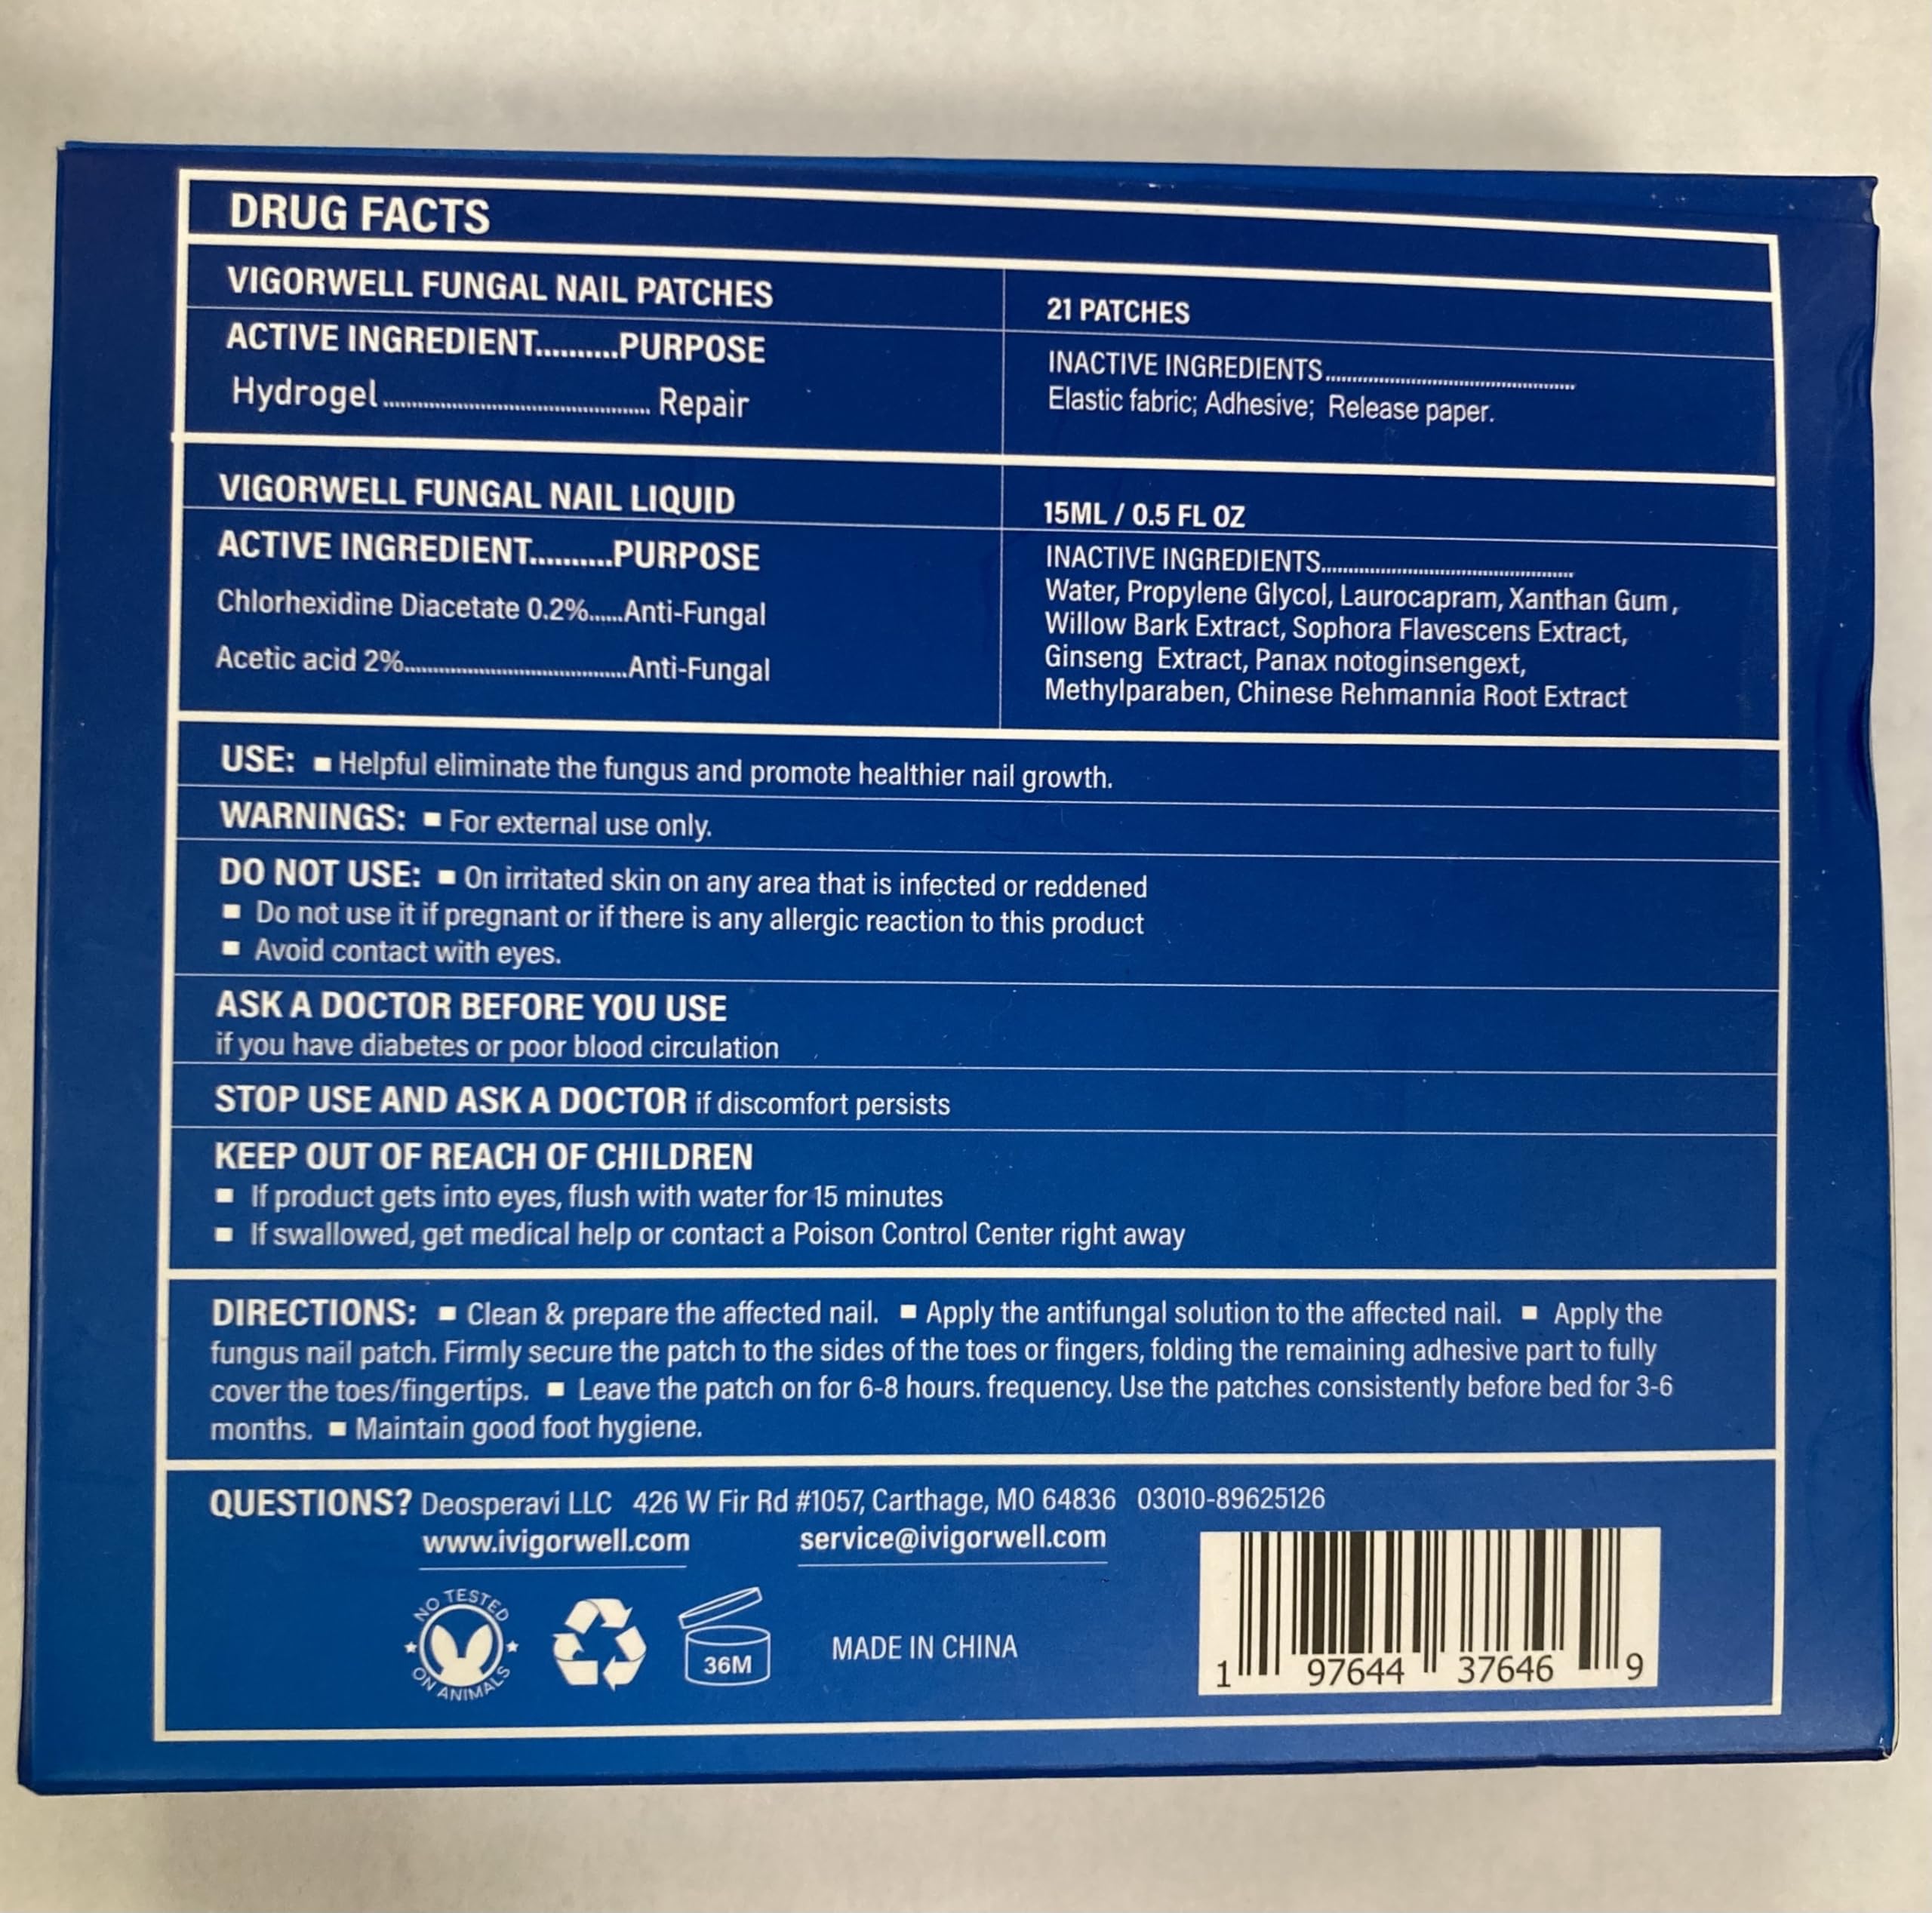 DRUG FACTS
VIGORWELL FUNGAL NAIL PATCHES
21 PATCHES
ACTIVE INGREDIENT..........PURPOSE
Hydrogel.................................................. Repair
INACTIVE INGREDIENTS..................................................
Elastic fabric; Adhesive; Release paper.
VIGORWELL FUNGAL NAIL LIQUID
15ML / 0.5 FL OZ
ACTIVE INGREDIENT..........PURPOSE
Chlorhexidine Diacetate 0.2%......Anti-Fungal
Acetic acid 2%........................................Anti-Fungal
INACTIVE INGREDIENTS..................................................
Water, Propylene Glycol, Laurocapram, Xanthan Gum,
Willow Bark Extract, Sophora Flavescens Extract,
Ginseng Extract, Panax notoginsengext,
Methylparaben, Chinese Rehmannia Root Extract
USE: ■ Helpful eliminate the fungus and promote healthier nail growth.
WARNINGS: ■ For external use only.
DO NOT USE: ■ On irritated skin on any area that is infected or reddened
■ Do not use it if pregnant or if there is any allergic reaction to this product
■ Avoid contact with eyes.
ASK A DOCTOR BEFORE YOU USE
if you have diabetes or poor blood circulation
STOP USE AND ASK A DOCTOR if discomfort persists
KEEP OUT OF REACH OF CHILDREN
■ If product gets into eyes, flush with water for 15 minutes
■ If swallowed, get medical help or contact a Poison Control Center right away
DIRECTIONS: ■ Clean & prepare the affected nail. ■ Apply the antifungal solution to the affected nail. ■ Apply the
fungus nail patch. Firmly secure the patch to the sides of the toes or fingers, folding the remaining adhesive part to fully
cover the toes/fingertips. ■ Leave the patch on for 6-8 hours. frequency. Use the patches consistently before bed for 3-6
months. ■ Maintain good foot hygiene.
QUESTIONS? Deosperavi LLC 426 W Fir Rd #1057, Carthage, MO 64836 03010-89625126
www.ivigorwell.com service@ivigorwell.com
NO TESTED
ON ANIMALS
36M
MADE IN CHINA
1 97644 37646 9